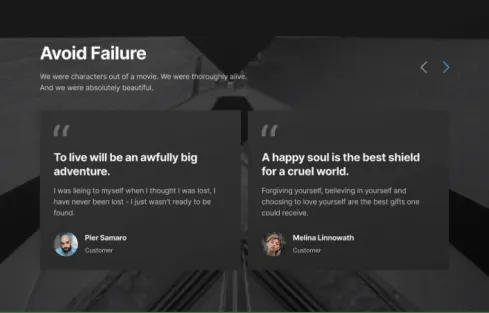 Avoid Failure
We were characters out of a movie. We were thoroughly alive.
And we were absolutely beautiful.
To live will be an awfully big
adventure.
I was lieing to myself when I thought I was lost, I
have never been lost - I just wasn't ready to be
found.
Pier Samaro
Customer
A happy soul is the best shield
for a cruel world.
Forgiving yourself, believing in yourself and
choosing to love yourself are the best gifts one
could receive.
Melina Linnowath
Customer